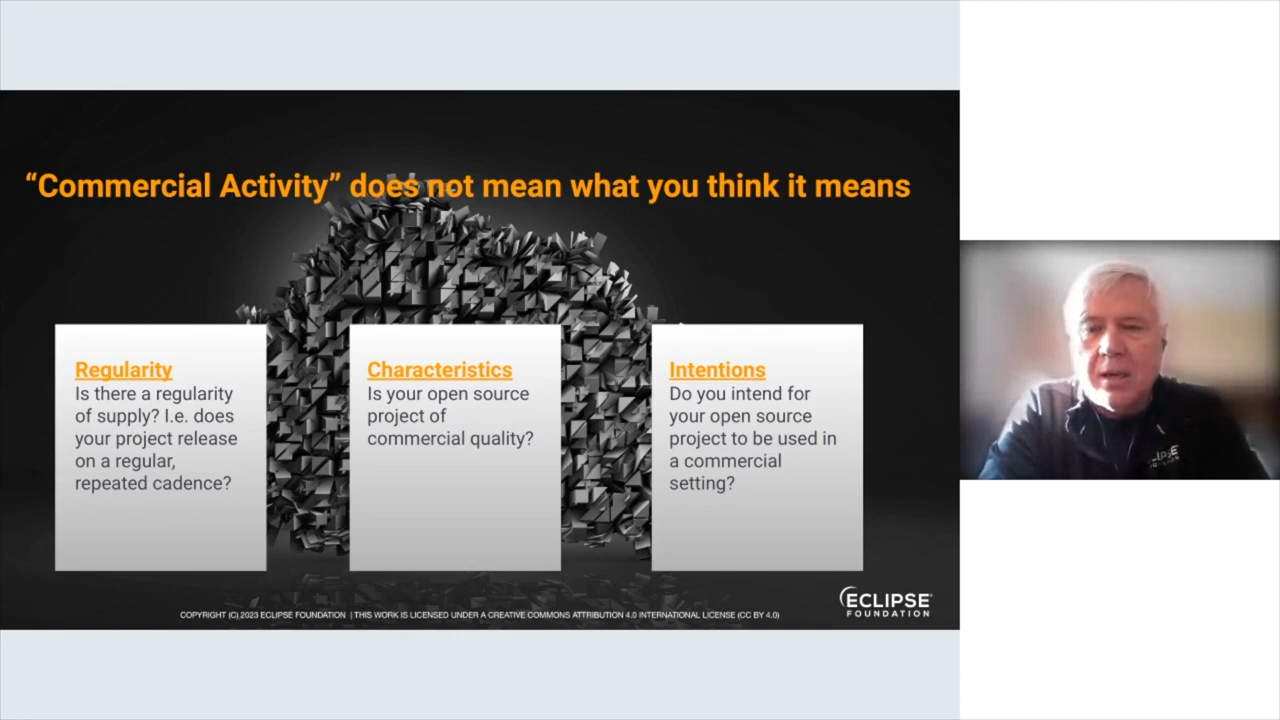 “Commercial Activity” does not mean what you think it means
Regularity
Is there a regularity
of supply? I.e. does
your project release
on a regular,
repeated cadence?
Characteristics
Is your open source
project of
commercial quality?
Intentions
Do you intend for
your open source
project to be used in
a commercial
setting?
COPYRIGHT (C) 2023 ECLIPSE FOUNDATION | THIS WORK IS LICENSED UNDER A CREATIVE COMMONS ATTRIBUTION 4.0 INTERNATIONAL LICENSE (CC BY 4.0)
ECLIPSE
FOUNDATION